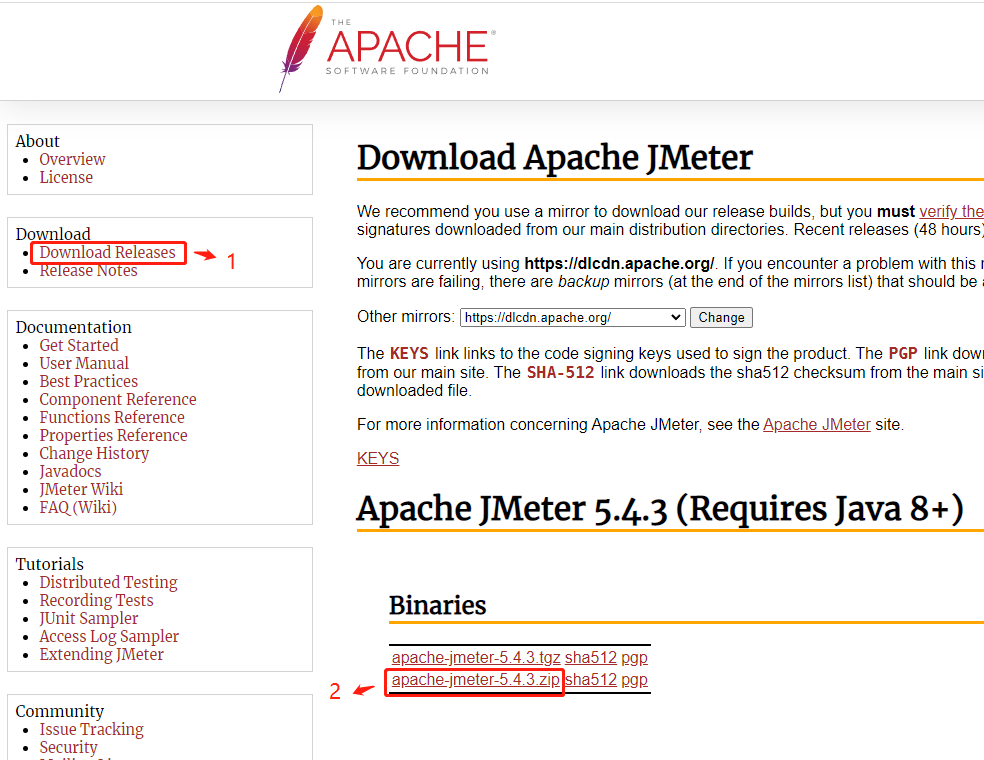 THE
APACHE®
SOFTWARE FOUNDATION
About
Overview
License
Download
Download Releases
1
Release Notes
Documentation
Get Started
User Manual
Best Practices
Component Reference
Functions Reference
Properties Reference
Change History
Javadocs
JMeter Wiki
FAQ (Wiki)
Tutorials
Distributed Testing
Recording Tests
JUnit Sampler
Access Log Sampler
Extending JMeter
Community
Issue Tracking
Security
Download Apache JMeter
We recommend you use a mirror to download our release builds, but you must verify the
signatures downloaded from our main distribution directories. Recent releases (48 hours)
You are currently using https://dlcdn.apache.org/. If you encounter a problem with this
mirrors are failing, there are backup mirrors (at the end of the mirrors list) that should be
Other mirrors: https://dlcdn.apache.org/ Change
The KEYS link links to the code signing keys used to sign the product. The PGP link
from our main site. The SHA-512 link downloads the sha512 checksum from the main
downloaded file.
For more information concerning Apache JMeter, see the Apache JMeter site.
KEYS
Apache JMeter 5.4.3 (Requires Java 8+)
Binaries
apache-jmeter-5.4.3.tgz sha512 pgp
2
apache-jmeter-5.4.3.zip sha512 pgp